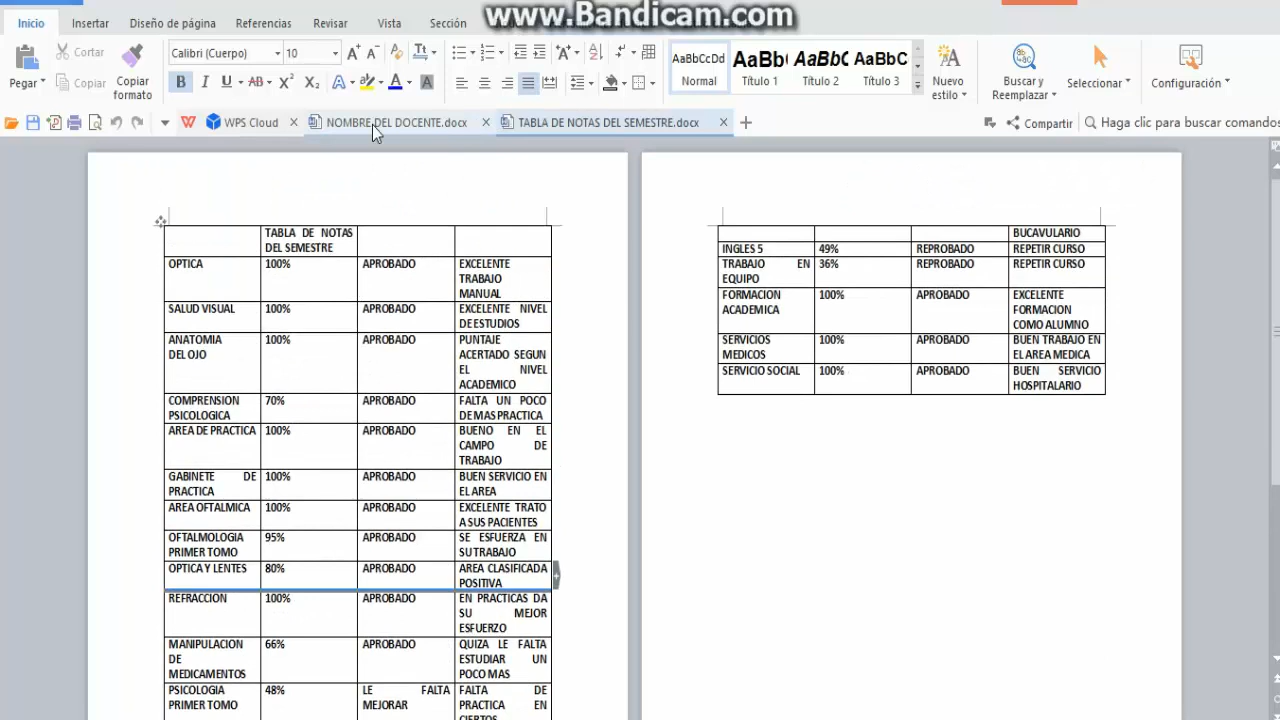 www.Bandicam.com
Inicio Insertar Diseño de página Referencias Revisar Vista Sección
Pegar Cortar Copiar Copiar formato
Calibri (Cuerpo) 10
AaBbCcDd Normal AaBb Título 1 AaBbC Título 2 AaBbC Título 3
Nuevo estilo Buscar y Reemplazar Seleccionar Configuración
WPS Cloud NOMBRE DEL DOCENTE.docx TABLA DE NOTAS DEL SEMESTRE.docx Compartir Haga clic para buscar comandos
TABLA DE NOTAS
DEL SEMESTRE
OPTICA 100% APROBADO EXCELENTE
TRABAJO
MANUAL
SALUD VISUAL 100% APROBADO EXCELENTE NIVEL
DE ESTUDIOS
ANATOMIA 100% APROBADO PUNTAJE
DEL OJO ACERTADO SEGUN
EL NIVEL
ACADEMICO
COMPRENSION 70% APROBADO FALTA UN POCO
PSICOLOGICA DE MAS PRACTICA
AREA DE PRACTICA 100% APROBADO BUENO EN EL
CAMPO DE
TRABAJO
GABINETE DE 100% APROBADO BUEN SERVICIO EN
PRACTICA EL AREA
AREA OFTALMICA 100% APROBADO EXCELENTE TRATO
A SUS PACIENTES
OFTALMOLOGIA 95% APROBADO SE ESFUERZA EN
PRIMER TOMO SU TRABAJO
OPTICA Y LENTES 80% APROBADO AREA CLASIFICADA
POSITIVA
REFRACCION 100% APROBADO EN PRACTICAS DA
SU MEJOR
ESFUERZO
MANIPULACION 66% APROBADO QUIZA LE FALTA
DE ESTUDIAR UN
MEDICAMENTOS POCO MAS
PSICOLOGIA 48% LE FALTA FALTA DE
PRIMER TOMO MEJORAR PRACTICA EN
CIERTOS
BUCAVULARIO
INGLES 5 49% REPROBADO REPETIR CURSO
TRABAJO EN 36% REPROBADO REPETIR CURSO
EQUIPO
FORMACION 100% APROBADO EXCELENTE
ACADEMICA FORMACION
COMO ALUMNO
SERVICIOS 100% APROBADO BUEN TRABAJO EN
MEDICOS EL AREA MEDICA
SERVICIO SOCIAL 100% APROBADO BUEN SERVICIO
HOSPITALARIO